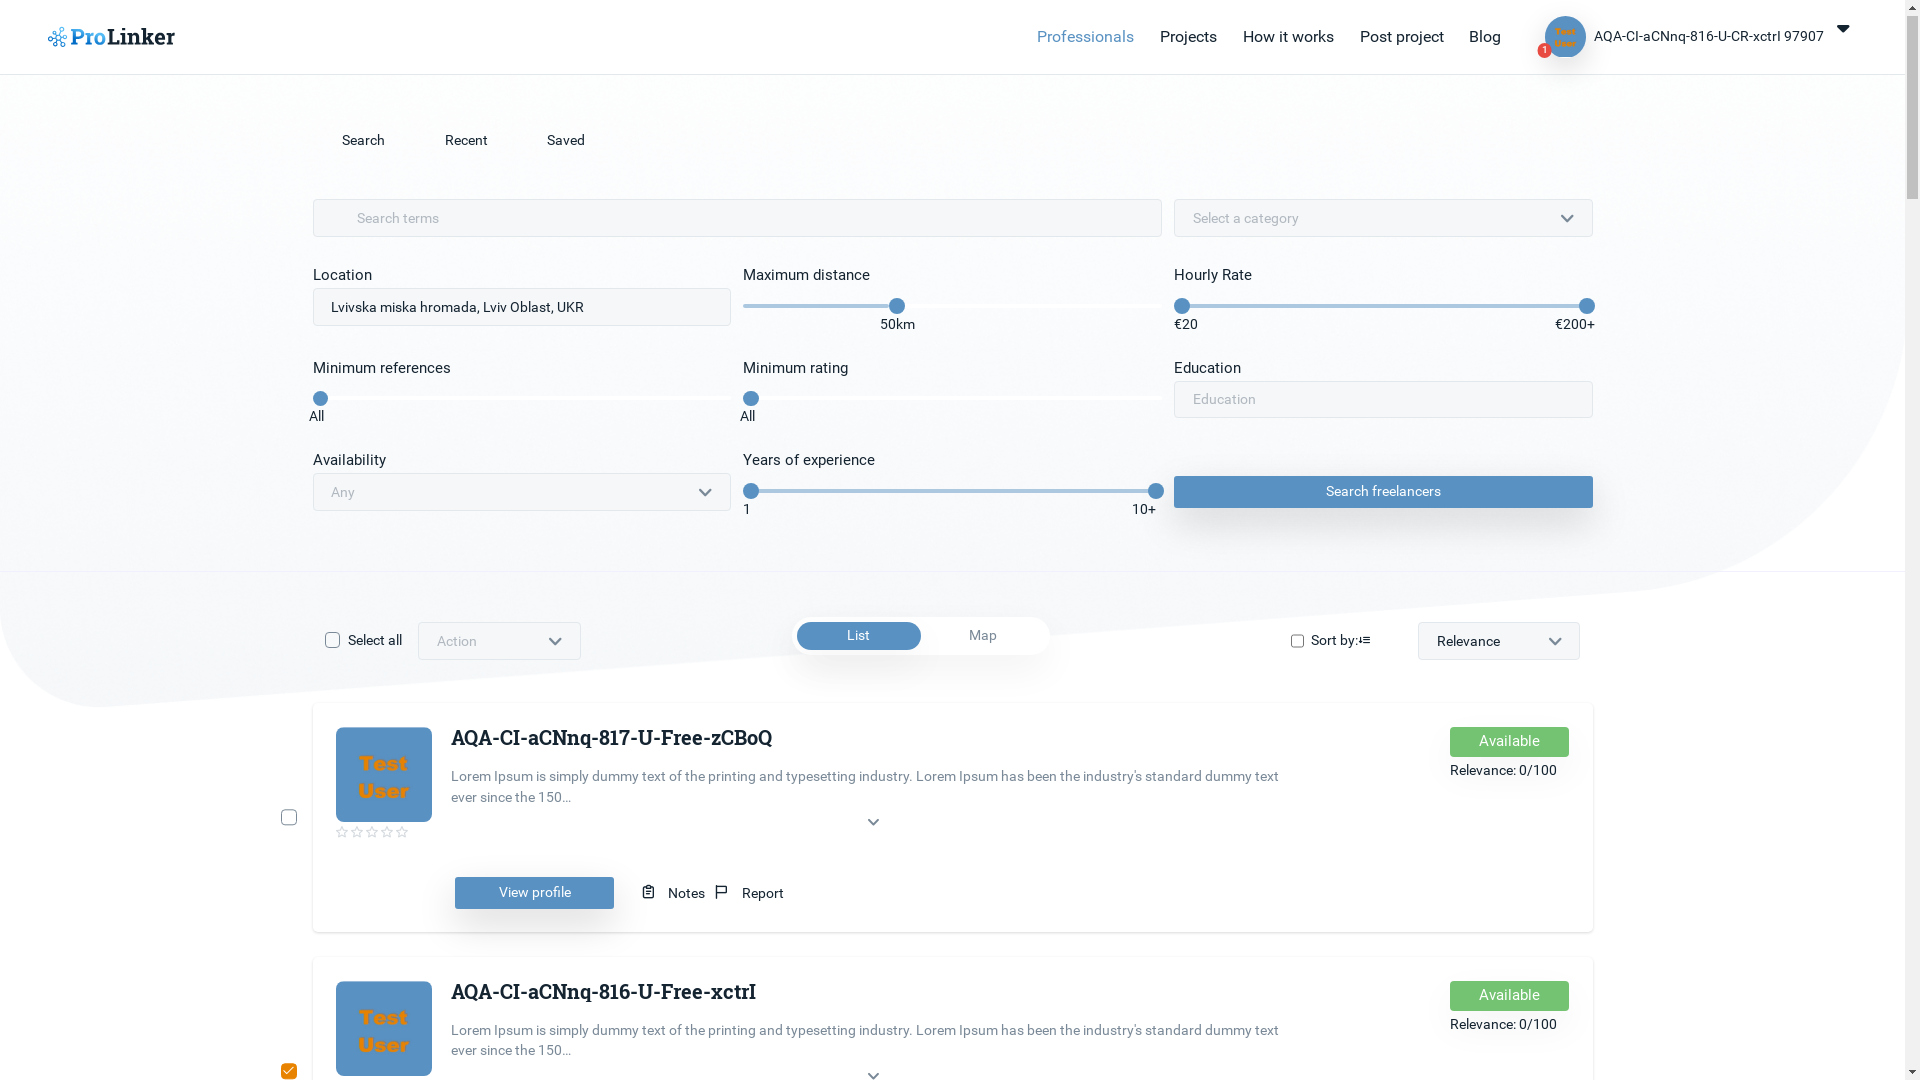 ProLinker
Professionals Projects How it works Post project Blog
Test User
1
AQA-CI-aCNnq-816-U-CR-xctrI 97907
Search Recent Saved
Search terms
Select a category
Location
Lvivska miska hromada, Lviv Oblast, UKR
Maximum distance
50km
Hourly Rate
€20 €200+
Minimum references
All
Minimum rating
All
Education
Education
Availability
Any
Years of experience
1 10+
Search freelancers
Select all
Action
List Map
Sort by:
Relevance
Test
User
AQA-CI-aCNnq-817-U-Free-zCBoQ
Lorem Ipsum is simply dummy text of the printing and typesetting industry. Lorem Ipsum has been the industry's standard dummy text
ever since the 150...
Available
Relevance: 0/100
View profile Notes Report
Test
User
AQA-CI-aCNnq-816-U-Free-xctrI
Lorem Ipsum is simply dummy text of the printing and typesetting industry. Lorem Ipsum has been the industry's standard dummy text
ever since the 150...
Available
Relevance: 0/100